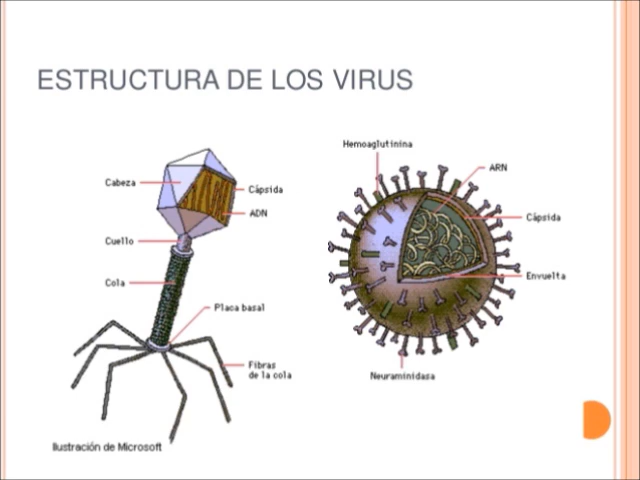 ESTRUCTURA DE LOS VIRUS
Cabeza
Cápsida
ADN
Cuello
Cola
Placa basal
Fibras
de la cola
Ilustración de Microsoft
Hemoaglutinina
ARN
Cápsida
Envuelta
Neuraminidasa